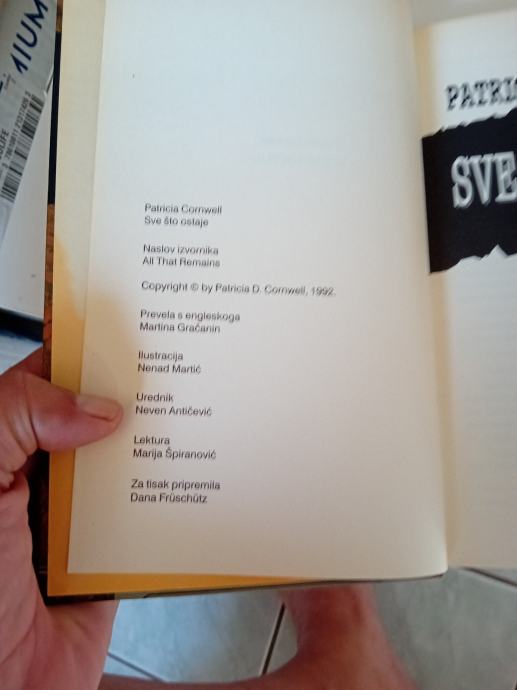 Patricia Cornwell
Sve što ostaje
Naslov izvornika
All That Remains
Copyright © by Patricia D. Cornwell, 1992.
Prevela s engleskoga
Martina Gračanin
Ilustracija
Nenad Martić
Urednik
Neven Antičević
Lektura
Marija Špiranović
Za tisak pripremila
Dana Früschütz
PATRI
SVE